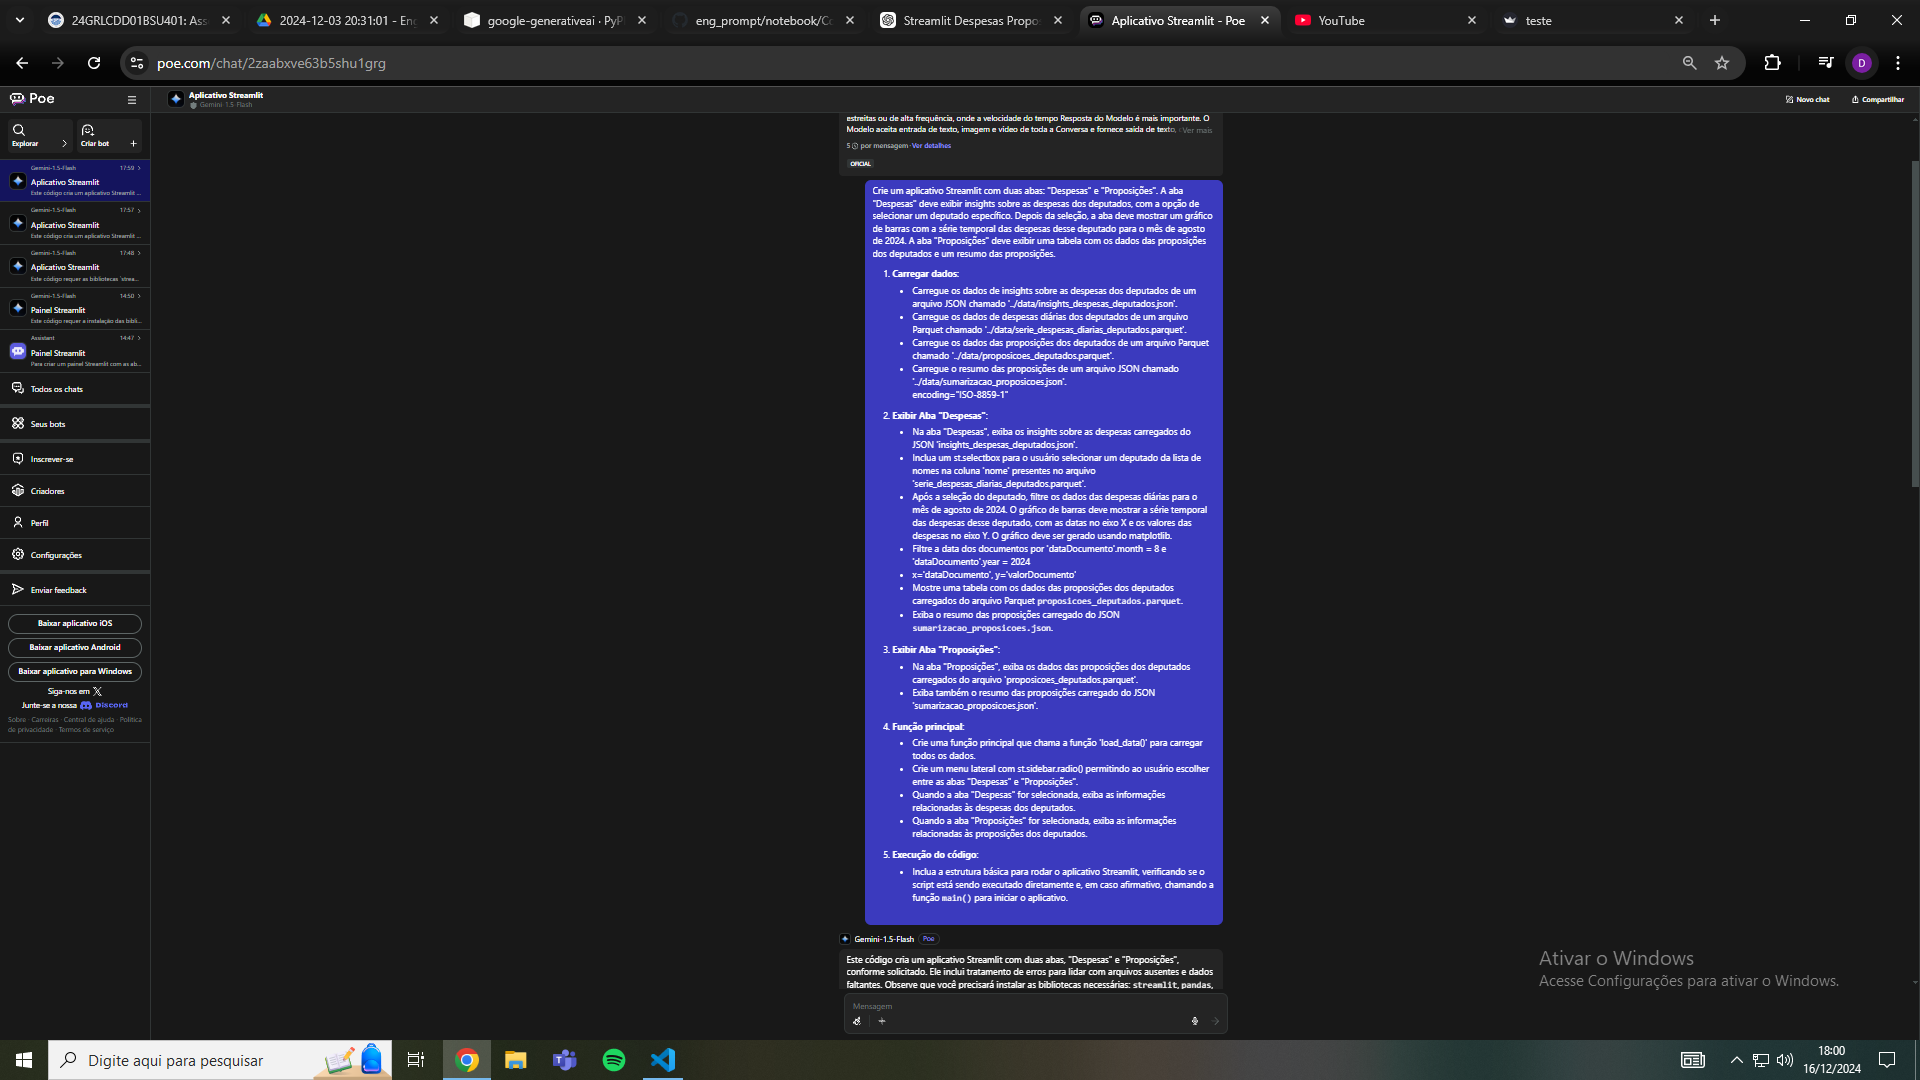 24GRLCDD01BSU401: Ass
2024-12-03 20:31:01 - Eng
google-generativeai · PyP
eng_prompt/notebook/Co
Streamlit Despesas Propo
Aplicativo Streamlit - Poe
YouTube
teste
poe.com/chat/2zaabxve63b5shu1grg
D
Poe
Aplicativo Streamlit
Gemini-1.5-Flash
Novo chat
Compartilhar
Explorar
Criar bot
Gemini-1.5-Flash 17:59
Aplicativo Streamlit
Este código cria um aplicativo Streamlit ...
Gemini-1.5-Flash 17:57
Aplicativo Streamlit
Este código cria um aplicativo Streamlit ...
Gemini-1.5-Flash 17:48
Aplicativo Streamlit
Este código requer as bibliotecas `strea...
Gemini-1.5-Flash 14:50
Painel Streamlit
Este código requer a instalação das bibli...
Assistant 14:47
Painel Streamlit
Para criar um painel Streamlit com as ab...
Todos os chats
Seus bots
Inscrever-se
Criadores
Perfil
Configurações
Enviar feedback
Baixar aplicativo iOS
Baixar aplicativo Android
Baixar aplicativo para Windows
Siga-nos em X
Junte-se a nossa Discord
Sobre · Carreiras · Central de ajuda · Política
de privacidade · Termos de serviço
estreitas ou de alta frequência, onde a velocidade do tempo Resposta do Modelo é mais importante. O
Modelo aceita entrada de texto, imagem e vídeo de toda a Conversa e fornece saída de texto, Ver mais
5 por mensagem · Ver detalhes
OFICIAL
Crie um aplicativo Streamlit com duas abas: "Despesas" e "Proposições". A aba
"Despesas" deve exibir insights sobre as despesas dos deputados, com a opção de
selecionar um deputado específico. Depois da seleção, a aba deve mostrar um gráfico
de barras com a série temporal das despesas desse deputado para o mês de agosto
de 2024. A aba "Proposições" deve exibir uma tabela com os dados das proposições
dos deputados e um resumo das proposições.
1. Carregar dados:
• Carregue os dados de insights sobre as despesas dos deputados de um
arquivo JSON chamado '../data/insights_despesas_deputados.json'.
• Carregue os dados de despesas diárias dos deputados de um arquivo
Parquet chamado '../data/serie_despesas_diarias_deputados.parquet'.
• Carregue os dados das proposições dos deputados de um arquivo Parquet
chamado '../data/proposicoes_deputados.parquet'.
• Carregue o resumo das proposições de um arquivo JSON chamado
'../data/sumarizacao_proposicoes.json'.
encoding="ISO-8859-1"
2. Exibir Aba "Despesas":
• Na aba "Despesas", exiba os insights sobre as despesas carregados do
JSON 'insights_despesas_deputados.json'.
• Inclua um st.selectbox para o usuário selecionar um deputado da lista de
nomes na coluna 'nome' presentes no arquivo
'serie_despesas_diarias_deputados.parquet'.
• Após a seleção do deputado, filtre os dados das despesas diárias para o
mês de agosto de 2024. O gráfico de barras deve mostrar a série temporal
das despesas desse deputado, com as datas no eixo X e os valores das
despesas no eixo Y. O gráfico deve ser gerado usando matplotlib.
• Filtre a data dos documentos por 'dataDocumento'.month = 8 e
'dataDocumento'.year = 2024
• x='dataDocumento', y='valorDocumento'
• Mostre uma tabela com os dados das proposições dos deputados
carregados do arquivo Parquet proposicoes_deputados.parquet.
• Exiba o resumo das proposições carregado do JSON
sumarizacao_proposicoes.json.
3. Exibir Aba "Proposições":
• Na aba "Proposições", exiba os dados das proposições dos deputados
carregados do arquivo 'proposicoes_deputados.parquet'.
• Exiba também o resumo das proposições carregado do JSON
'sumarizacao_proposicoes.json'.
4. Função principal:
• Crie uma função principal que chama a função 'load_data()' para carregar
todos os dados.
• Crie um menu lateral com st.sidebar.radio() permitindo ao usuário escolher
entre as abas "Despesas" e "Proposições".
• Quando a aba "Despesas" for selecionada, exiba as informações
relacionadas às despesas dos deputados.
• Quando a aba "Proposições" for selecionada, exiba as informações
relacionadas às proposições dos deputados.
5. Execução do código:
• Inclua a estrutura básica para rodar o aplicativo Streamlit, verificando se o
script está sendo executado diretamente e, em caso afirmativo, chamando a
função main() para iniciar o aplicativo.
Gemini-1.5-Flash Poe
Este código cria um aplicativo Streamlit com duas abas, "Despesas" e "Proposições",
conforme solicitado. Ele inclui tratamento de erros para lidar com arquivos ausentes e dados
faltantes. Observe que você precisará instalar as bibliotecas necessárias: streamlit, pandas,
Mensagem
Ativar o Windows
Acesse Configurações para ativar o Windows.
Digite aqui para pesquisar
18:00
16/12/2024